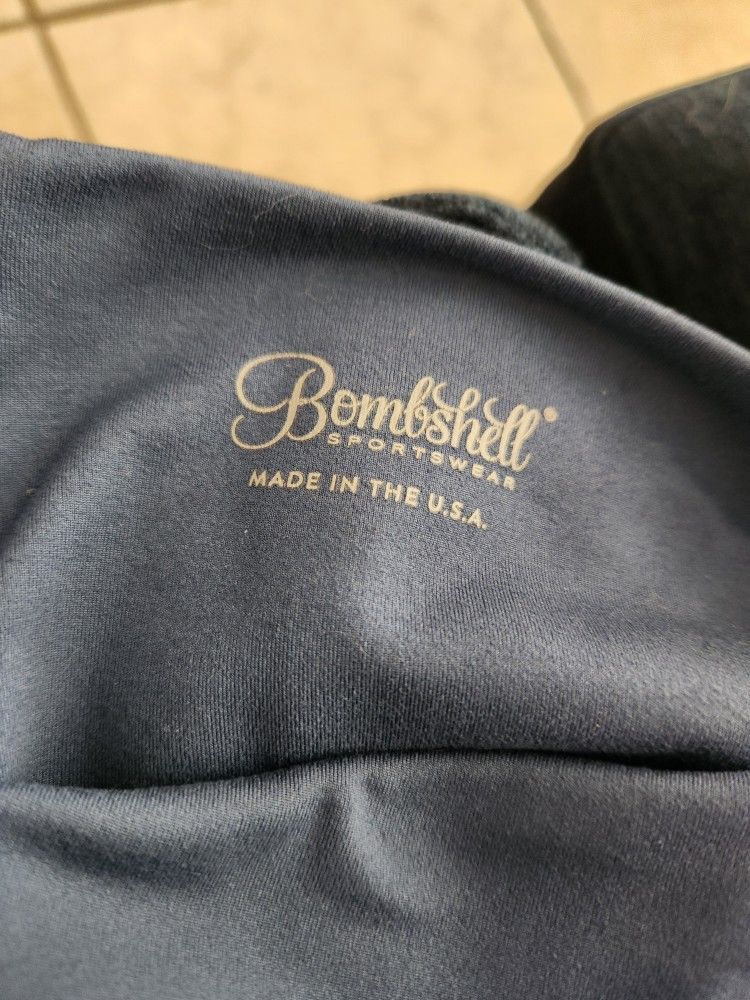 Bombshell®
SPORTSWEAR
MADE IN THE U.S.A.